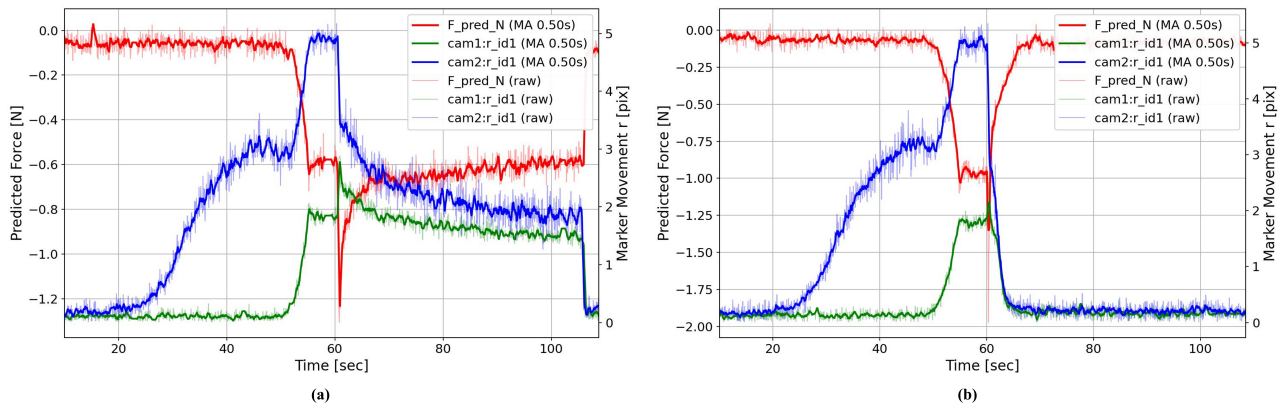 F_pred_N (MA 0.50s)
cam1:r_id1 (MA 0.50s)
cam2:r_id1 (MA 0.50s)
F_pred_N (raw)
cam1:r_id1 (raw)
cam2:r_id1 (raw)
Predicted Force [N]
0.0
−0.2
−0.4
−0.6
−0.8
−1.0
−1.2
Marker Movement r [pix]
5
4
3
2
1
0
20 40 60 80 100
Time [sec]
(a)
F_pred_N (MA 0.50s)
cam1:r_id1 (MA 0.50s)
cam2:r_id1 (MA 0.50s)
F_pred_N (raw)
cam1:r_id1 (raw)
cam2:r_id1 (raw)
Predicted Force [N]
0.00
−0.25
−0.50
−0.75
−1.00
−1.25
−1.50
−1.75
−2.00
Marker Movement r [pix]
5
4
3
2
1
0
20 40 60 80 100
Time [sec]
(b)